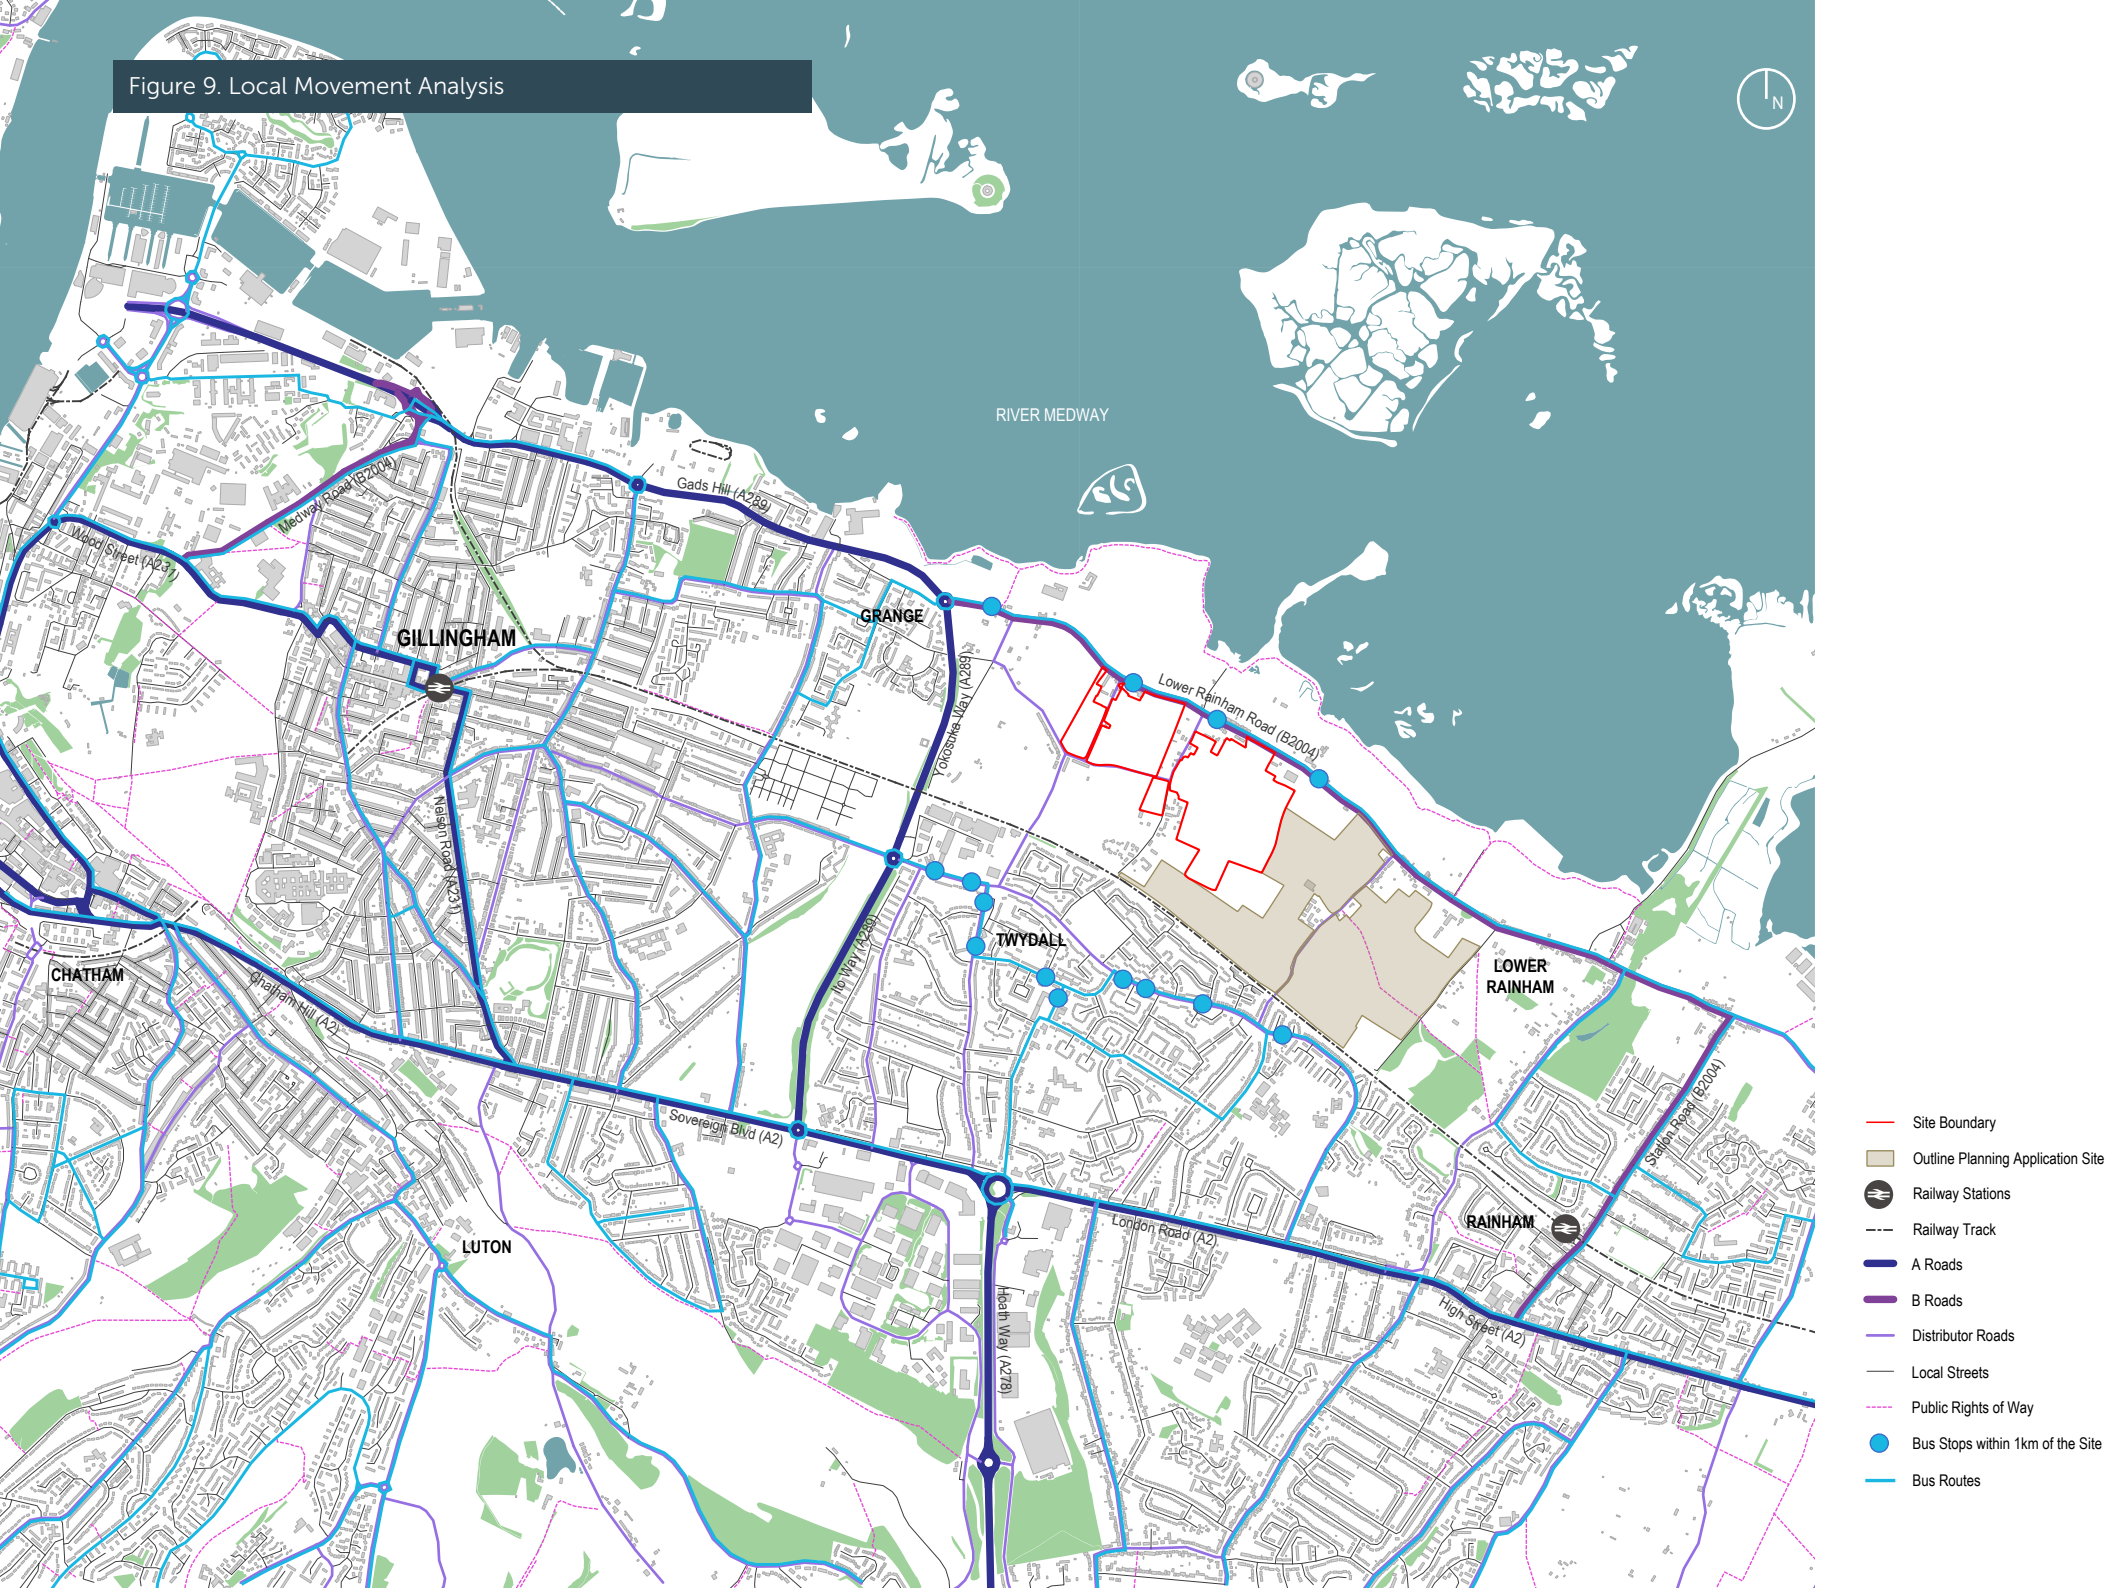 Figure 9. Local Movement Analysis
N
RIVER MEDWAY
Gads Hill (A289)
Medway Road (B2004)
Wood Street (A231)
GRANGE
GILLINGHAM
Yokosuka Way (A289)
Lower Rainham Road (B2004)
Nelson Road (A231)
Ito Way (A289)
TWYDALL
LOWER
RAINHAM
CHATHAM
Chatham Hill (A2)
Sovereign Blvd (A2)
Station Road (B2004)
London Road (A2)
RAINHAM
LUTON
Hoath Way (A278)
High Street (A2)
Site Boundary
Outline Planning Application Site
Railway Stations
Railway Track
A Roads
B Roads
Distributor Roads
Local Streets
Public Rights of Way
Bus Stops within 1km of the Site
Bus Routes